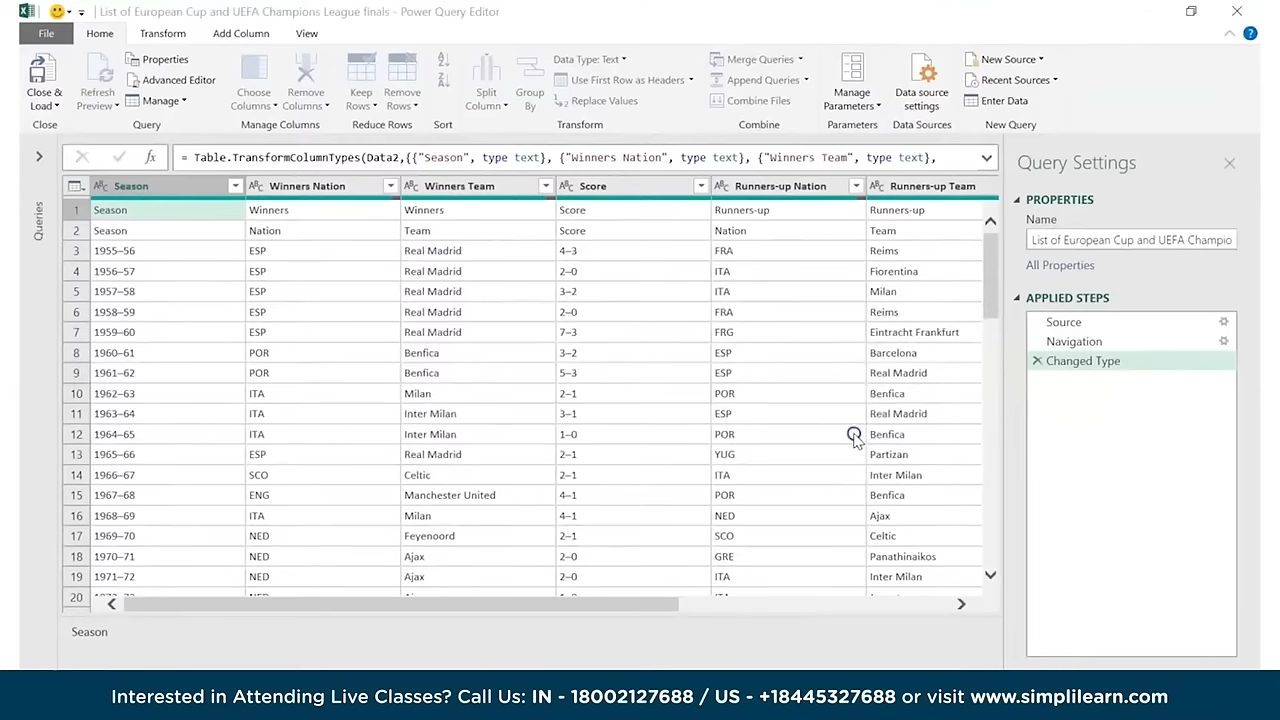 List of European Cup and UEFA Champions League finals - Power Query Editor
File Home Transform Add Column View
Close & Load
Refresh Preview
Properties
Advanced Editor
Manage
Choose Columns
Remove Columns
Keep Rows
Remove Rows
Split Column
Group By
Data Type: Text
Use First Row as Headers
Replace Values
Merge Queries
Append Queries
Combine Files
Manage Parameters
Data source settings
New Source
Recent Sources
Enter Data
Close Query Manage Columns Reduce Rows Sort Transform Combine Parameters Data Sources New Query
fx = Table.TransformColumnTypes(Data2,{{"Season", type text}, {"Winners Nation", type text}, {"Winners Team", type text},
Queries
Season Winners Nation Winners Team Score Runners-up Nation Runners-up Team
1 Season Winners Winners Score Runners-up Runners-up
2 Season Nation Team Score Nation Team
3 1955–56 ESP Real Madrid 4–3 FRA Reims
4 1956–57 ESP Real Madrid 2–0 ITA Fiorentina
5 1957–58 ESP Real Madrid 3–2 ITA Milan
6 1958–59 ESP Real Madrid 2–0 FRA Reims
7 1959–60 ESP Real Madrid 7–3 FRG Eintracht Frankfurt
8 1960–61 POR Benfica 3–2 ESP Barcelona
9 1961–62 POR Benfica 5–3 ESP Real Madrid
10 1962–63 ITA Milan 2–1 POR Benfica
11 1963–64 ITA Inter Milan 3–1 ESP Real Madrid
12 1964–65 ITA Inter Milan 1–0 POR Benfica
13 1965–66 ESP Real Madrid 2–1 YUG Partizan
14 1966–67 SCO Celtic 2–1 ITA Inter Milan
15 1967–68 ENG Manchester United 4–1 POR Benfica
16 1968–69 ITA Milan 4–1 NED Ajax
17 1969–70 NED Feyenoord 2–1 SCO Celtic
18 1970–71 NED Ajax 2–0 GRE Panathinaikos
19 1971–72 NED Ajax 2–0 ITA Inter Milan
20
Season
Query Settings
PROPERTIES
Name
List of European Cup and UEFA Champio
All Properties
APPLIED STEPS
Source
Navigation
Changed Type
Interested in Attending Live Classes? Call Us: IN - 18002127688 / US - +18445327688 or visit www.simplilearn.com